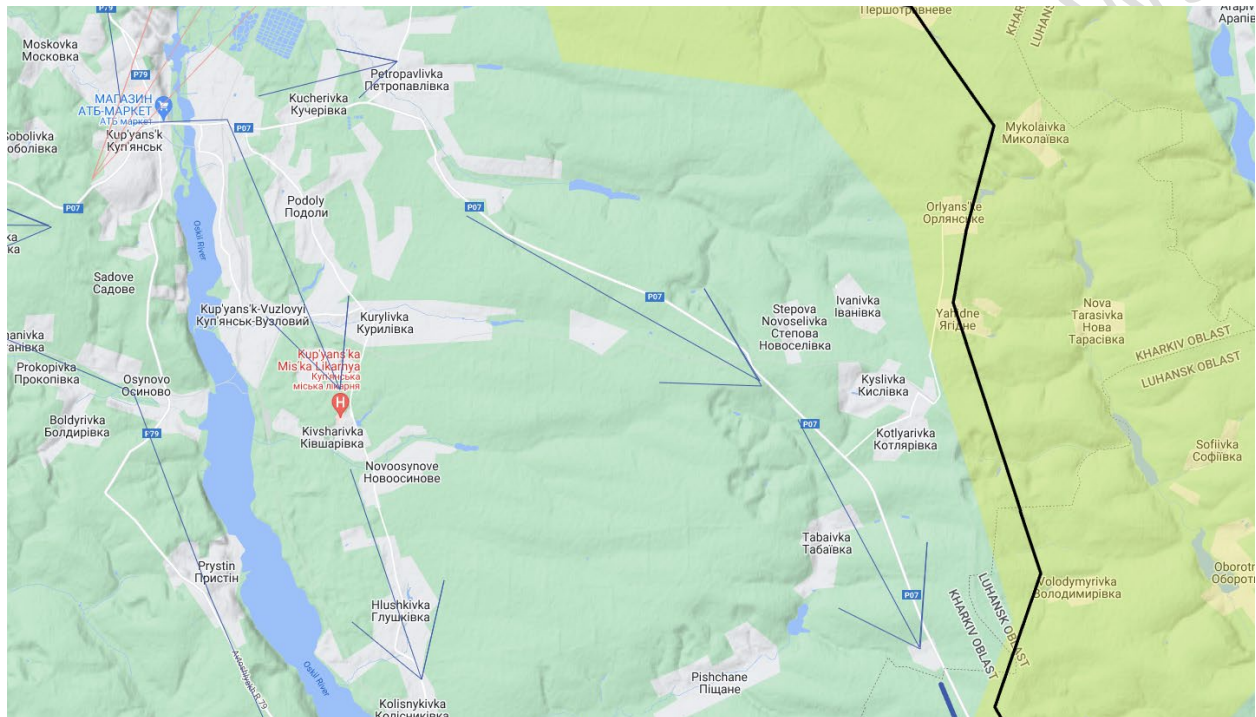 Першотравневе
KHARKIV OBLAST
Moskovka
Московка
P79
P79
МАГАЗИН
АТБ-МАРКЕТ
АТБ маркет
Kup'yans'k
Куп'янськ
Petropavlivka
Петропавлівка
Kucherivka
Кучерівка
P07
Mykolaivka
Миколаївка
Podoly
Подоли
P07
P07
Orlyans'ke
Орлянське
Oskil River
Sadove
Садове
P07
Kup'yans'k-Vuzlovyi
Куп'янськ-Вузловий
Kurylivka
Курилівка
Stepova
Novoselivka
Степова
Новоселівка
Ivanivka
Іванівка
Yahidne
Ягідне
Nova
Tarasivka
Нова
Тарасівка
KHARKIV OBLAST
LUHANSK OBLAST
Kup'yans'ka
Mis'ka Likarnya
Куп'янська
міська лікарня
H
Prokopivka
Прокопівка
Osynovo
Осиново
Boldyrivka
Болдирівка
P79
Kivsharivka
Ківшарівка
Kyslivka
Кислівка
P07
Kotlyarivka
Котлярівка
Sofiivka
Софіївка
Novoosynove
Новоосинове
Tabaivka
Табаївка
Prystin
Пристін
Hlushkivka
Глушківка
P07
Volodymyrivka
Володимирівка
LUHANSK OBLAST
KHARKIV OBLAST
Oskil River
Pishchane
Піщане
Kolisnykivka
Колісниківка